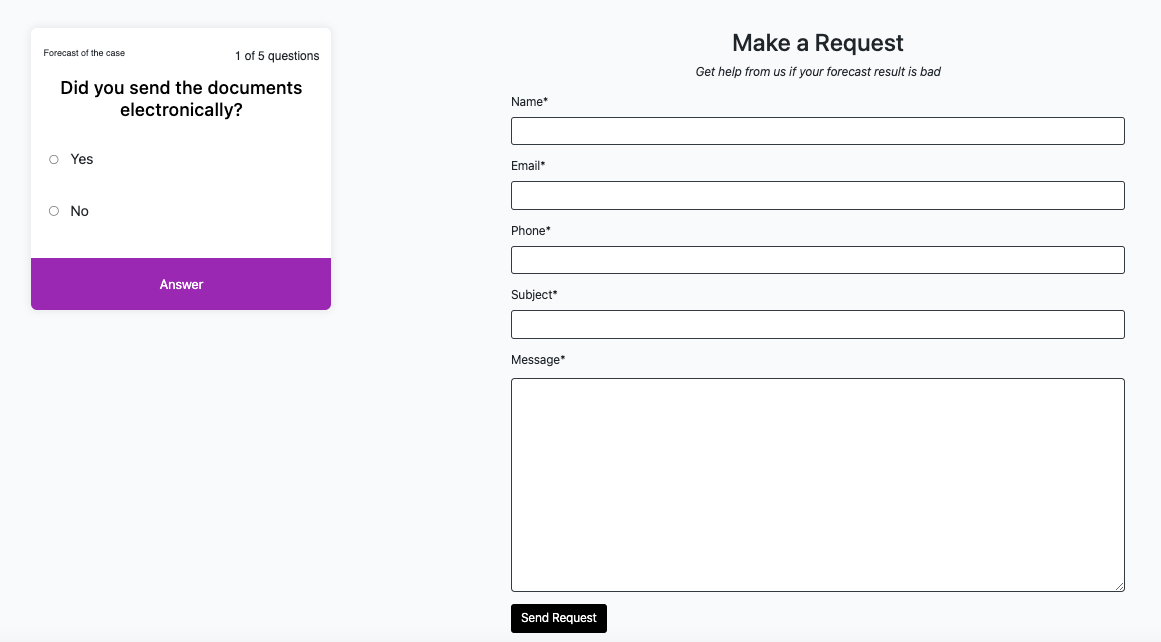 Forecast of the case
1 of 5 questions
Did you send the documents
electronically?
Yes
No
Answer
Make a Request
Get help from us if your forecast result is bad
Name*
Email*
Phone*
Subject*
Message*
Send Request